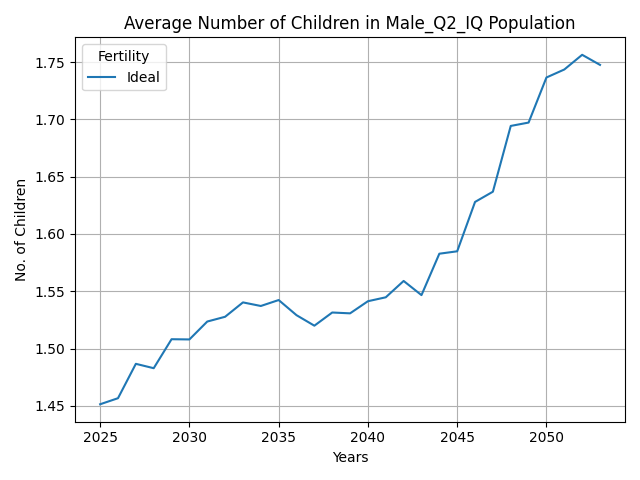 Average Number of Children in Male_Q2_IQ Population
Fertility
Ideal
No. of Children
1.75
1.70
1.65
1.60
1.55
1.50
1.45
2025 2030 2035 2040 2045 2050
Years